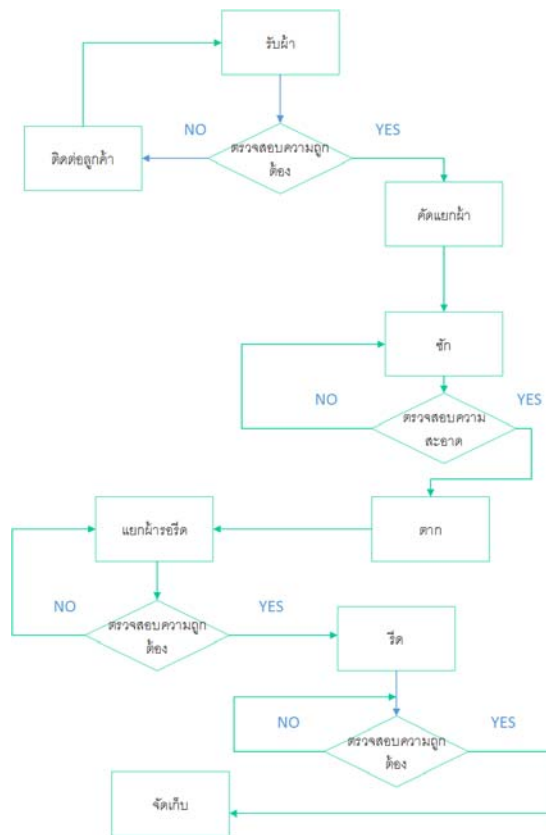 รับผ้า
NO
YES
ติดต่อลูกค้า
ตรวจสอบความถูก
ต้อง
คัดแยกผ้า
ซัก
NO
YES
ตรวจสอบความ
สะอาด
แยกผ้ารอรีด
ตาก
NO
YES
ตรวจสอบความถูก
ต้อง
รีด
NO
YES
ตรวจสอบความถูก
ต้อง
จัดเก็บ